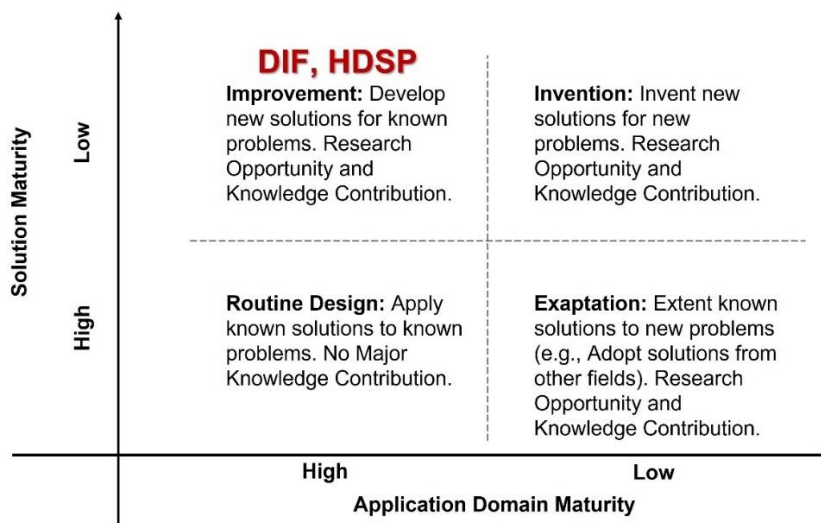 DIF, HDSP
Improvement: Develop
new solutions for known
problems. Research
Opportunity and
Knowledge Contribution.
Invention: Invent new
solutions for new
problems. Research
Opportunity and
Knowledge Contribution.
Solution Maturity
Low
High
Routine Design: Apply
known solutions to known
problems. No Major
Knowledge Contribution.
Exaptation: Extent known
solutions to new problems
(e.g., Adopt solutions from
other fields). Research
Opportunity and
Knowledge Contribution.
High
Low
Application Domain Maturity